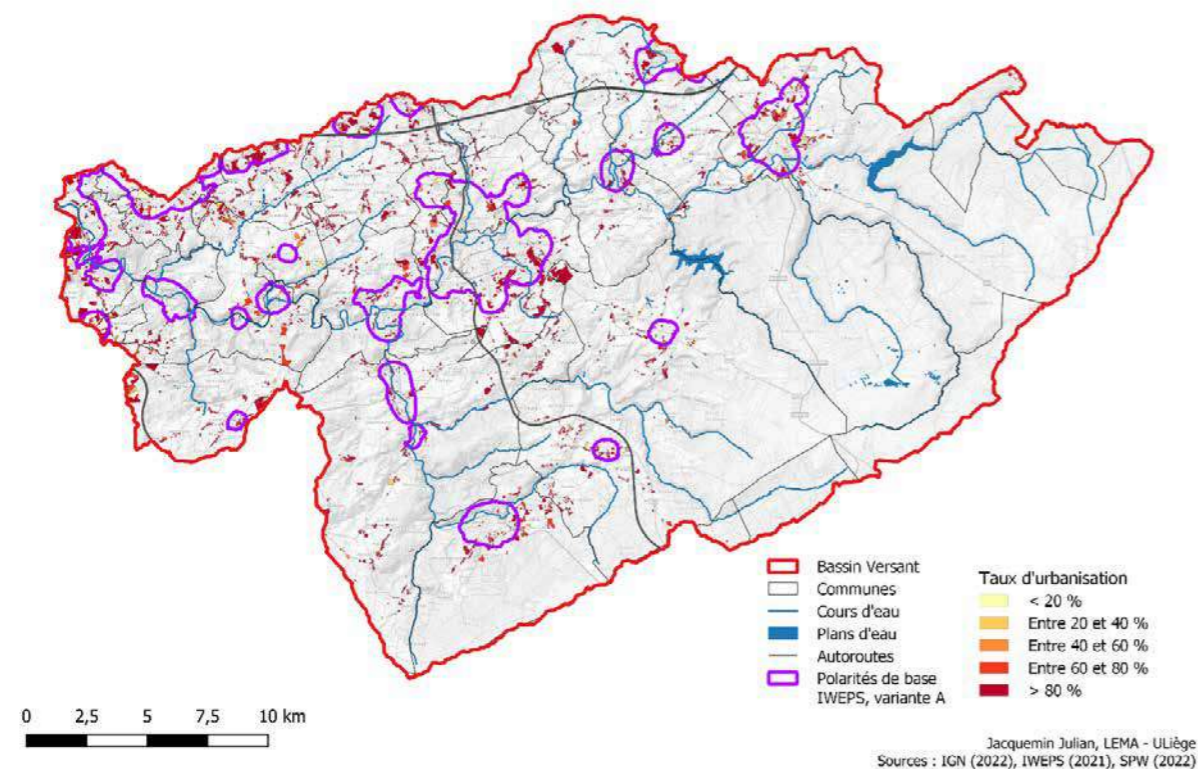 Bassin Versant
Communes
Cours d'eau
Plans d'eau
Autoroutes
Polarités de base
IWEPS, variante A
Taux d'urbanisation
< 20 %
Entre 20 et 40 %
Entre 40 et 60 %
Entre 60 et 80 %
> 80 %
0 2,5 5 7,5 10 km
Jacquemin Julian, LEMA - ULiège
Sources : IGN (2022), IWEPS (2021), SPW (2022)